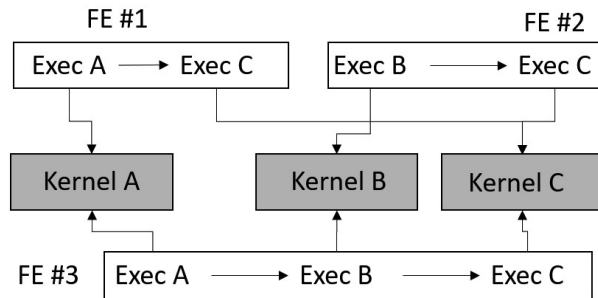 FE #1
FE #2
Exec A
Exec C
Exec B
Exec C
Kernel A
Kernel B
Kernel C
FE #3
Exec A
Exec B
Exec C